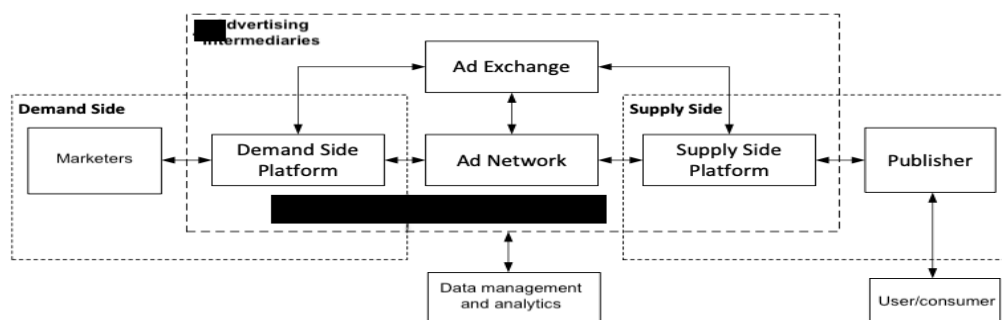 intermediaries
Ad Exchange
Demand Side
Supply Side
Marketers
Demand Side
Platform
Ad Network
Supply Side
Platform
Publisher
Data management
and analytics
User/consumer